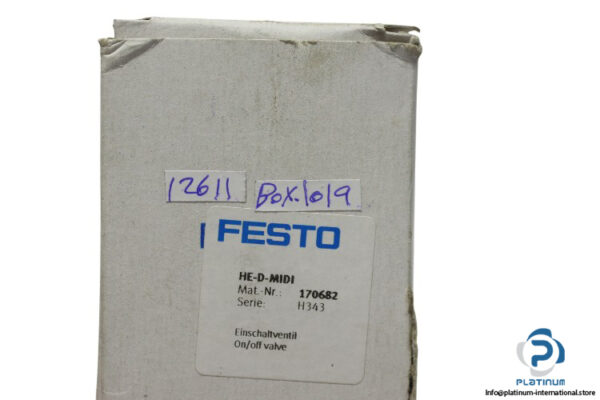 12611
Box.1019
FESTO
HE-D-MIDI
Mat.-Nr.: 170682
Serie: H343
Einschaltventil
On/off valve
PLATINUM
Info@platinum-international.store